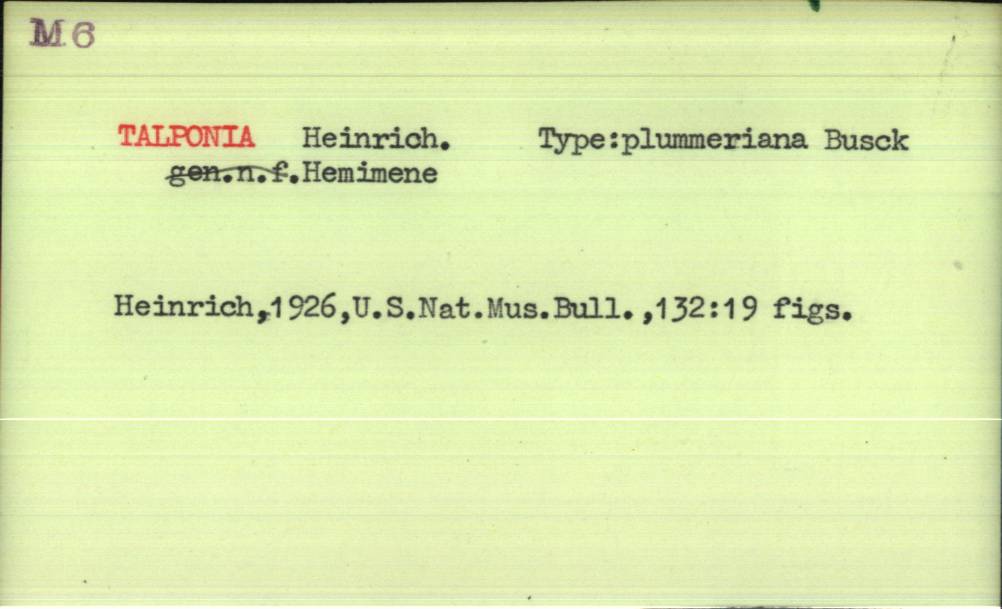 M6
TALPONIA Heinrich. Type:plummeriana Busck
gen.n.f.Hemimene
Heinrich,1926,U.S.Nat.Mus.Bull.,132:19 figs.